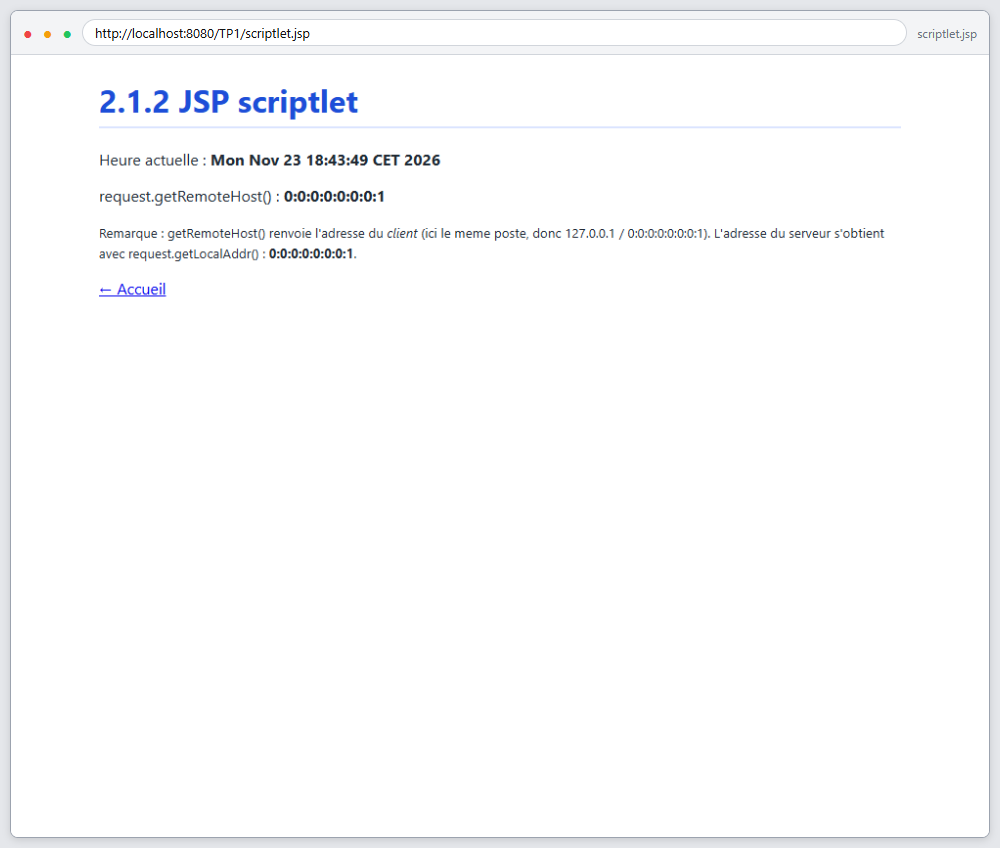 http://localhost:8080/TP1/scriptlet.jsp
scriptlet.jsp
2.1.2 JSP scriptlet
Heure actuelle : Mon Nov 23 18:43:49 CET 2026
request.getRemoteHost() : 0:0:0:0:0:0:0:1
Remarque : getRemoteHost() renvoie l'adresse du client (ici le meme poste, donc 127.0.0.1 / 0:0:0:0:0:0:0:1). L'adresse du serveur s'obtient
avec request.getLocalAddr() : 0:0:0:0:0:0:0:1.
← Accueil